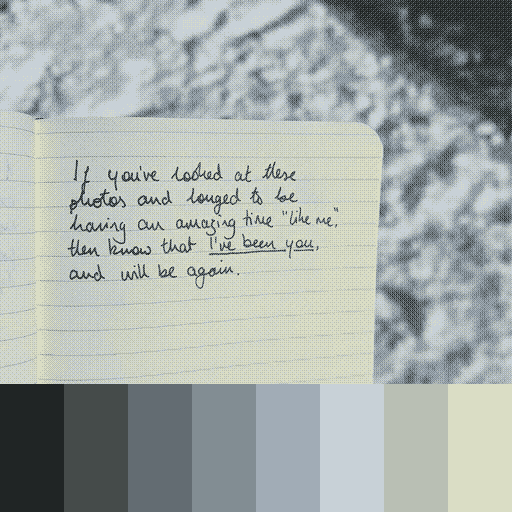 If you've looked at these
photos and longed to be
having an amazing time "like me",
then know that I've been you,
and will be again.